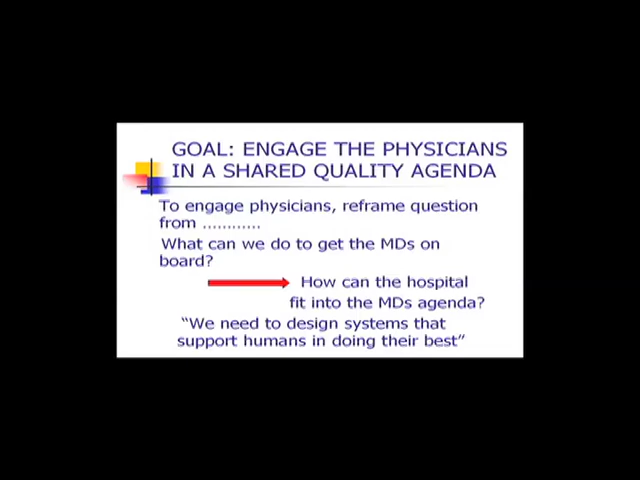 GOAL: ENGAGE THE PHYSICIANS
IN A SHARED QUALITY AGENDA
To engage physicians, reframe question
from ............
What can we do to get the MDs on
board?
How can the hospital
fit into the MDs agenda?
“We need to design systems that
support humans in doing their best”